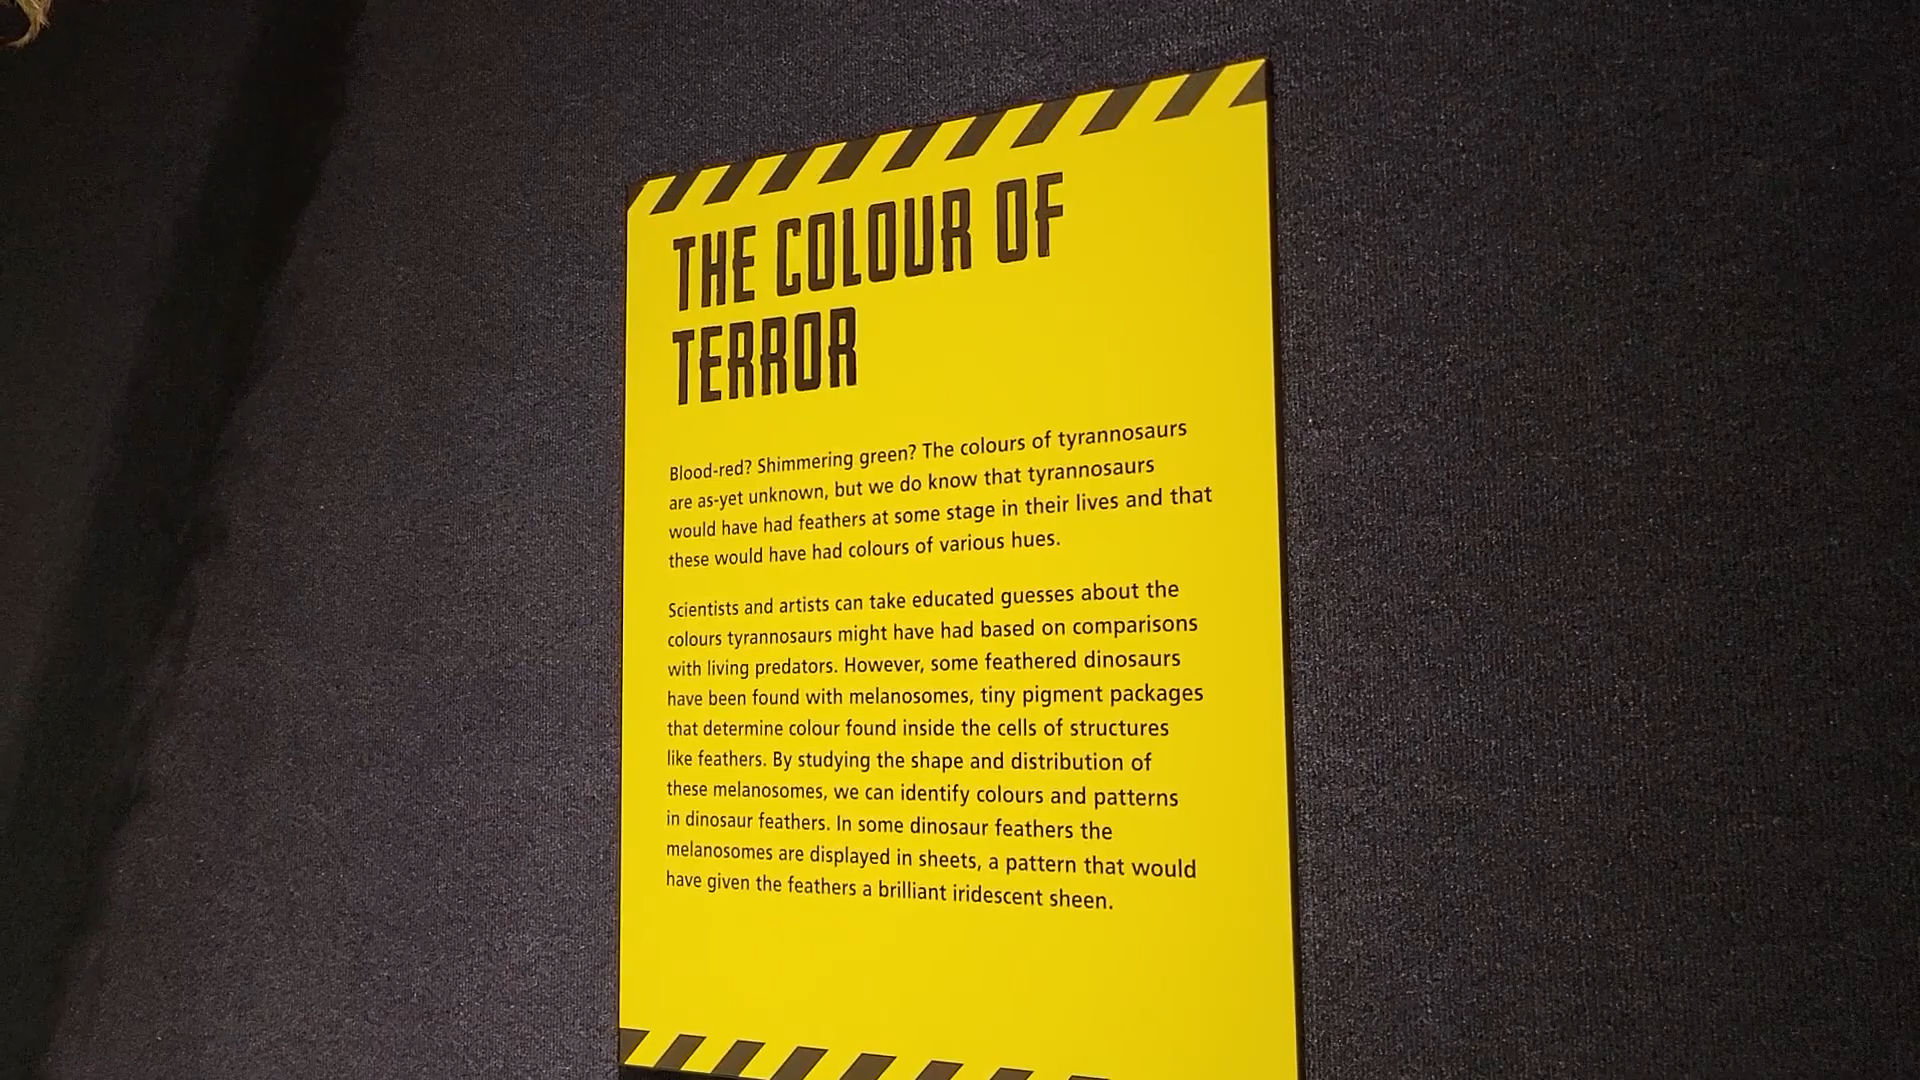 THE COLOUR OF
TERROR
Blood-red? Shimmering green? The colours of tyrannosaurs
are as-yet unknown, but we do know that tyrannosaurs
would have had feathers at some stage in their lives and that
these would have had colours of various hues.
Scientists and artists can take educated guesses about the
colours tyrannosaurs might have had based on comparisons
with living predators. However, some feathered dinosaurs
have been found with melanosomes, tiny pigment packages
that determine colour found inside the cells of structures
like feathers. By studying the shape and distribution of
these melanosomes, we can identify colours and patterns
in dinosaur feathers. In some dinosaur feathers the
melanosomes are displayed in sheets, a pattern that would
have given the feathers a brilliant iridescent sheen.